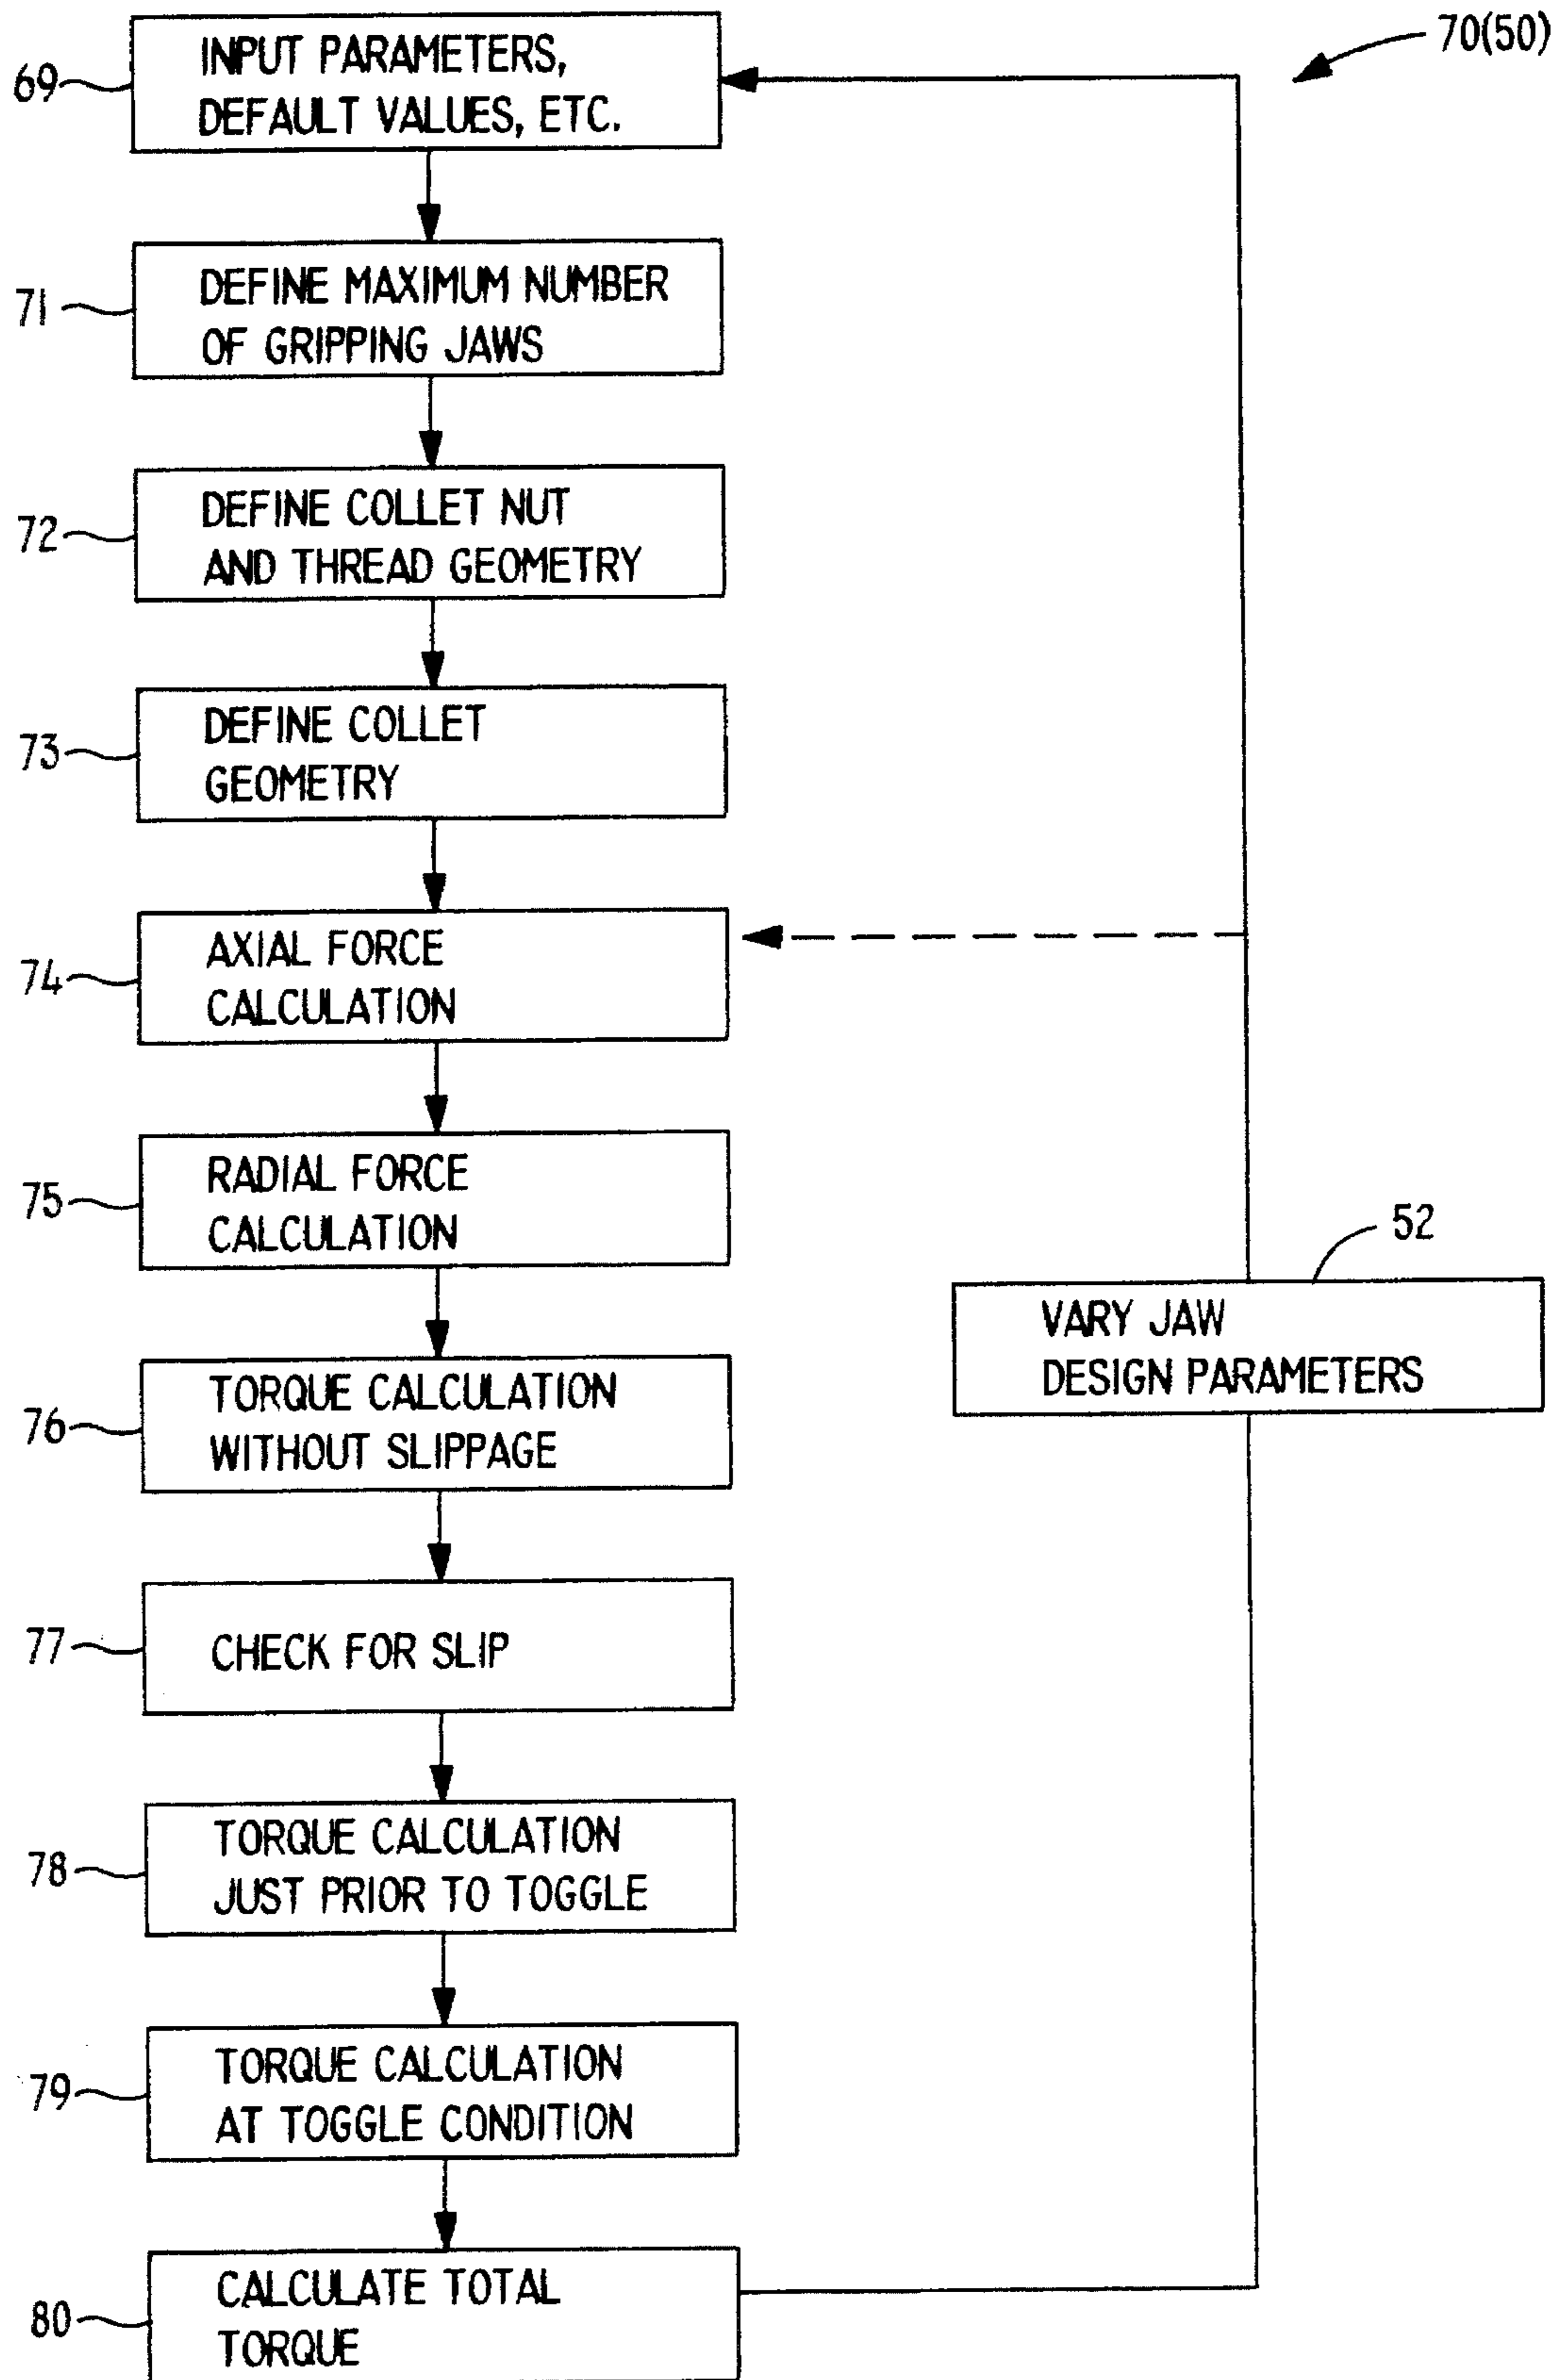 70(50)
69
INPUT PARAMETERS,
DEFAULT VALUES, ETC.
71
DEFINE MAXIMUM NUMBER
OF GRIPPING JAWS
72
DEFINE COLLET NUT
AND THREAD GEOMETRY
73
DEFINE COLLET
GEOMETRY
74
AXIAL FORCE
CALCULATION
75
RADIAL FORCE
CALCULATION
52
VARY JAW
DESIGN PARAMETERS
76
TORQUE CALCULATION
WITHOUT SLIPPAGE
77
CHECK FOR SLIP
78
TORQUE CALCULATION
JUST PRIOR TO TOGGLE
79
TORQUE CALCULATION
AT TOGGLE CONDITION
80
CALCULATE TOTAL
TORQUE